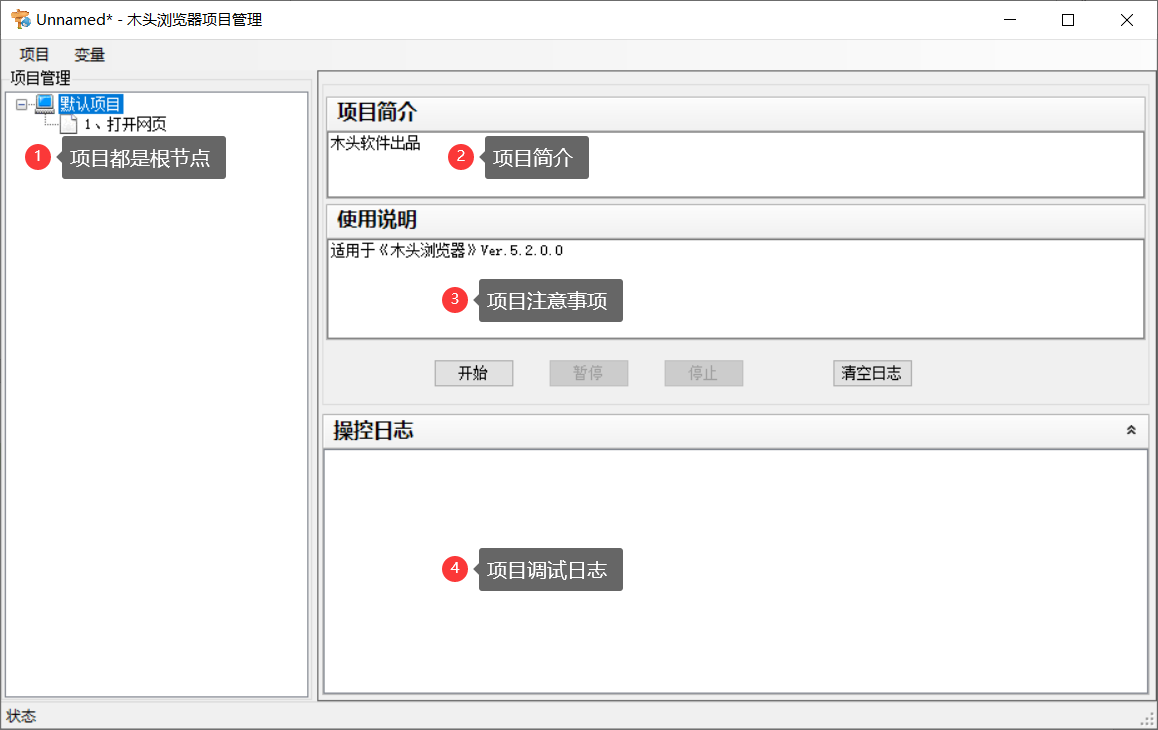 Unnamed* - 木头浏览器项目管理
项目 变量
项目管理
默认项目
1、打开网页
1 项目都是根节点
项目简介
木头软件出品
2 项目简介
使用说明
适用于《木头浏览器》Ver.5.2.0.0
3 项目注意事项
开始 暂停 停止 清空日志
操控日志
4 项目调试日志
状态